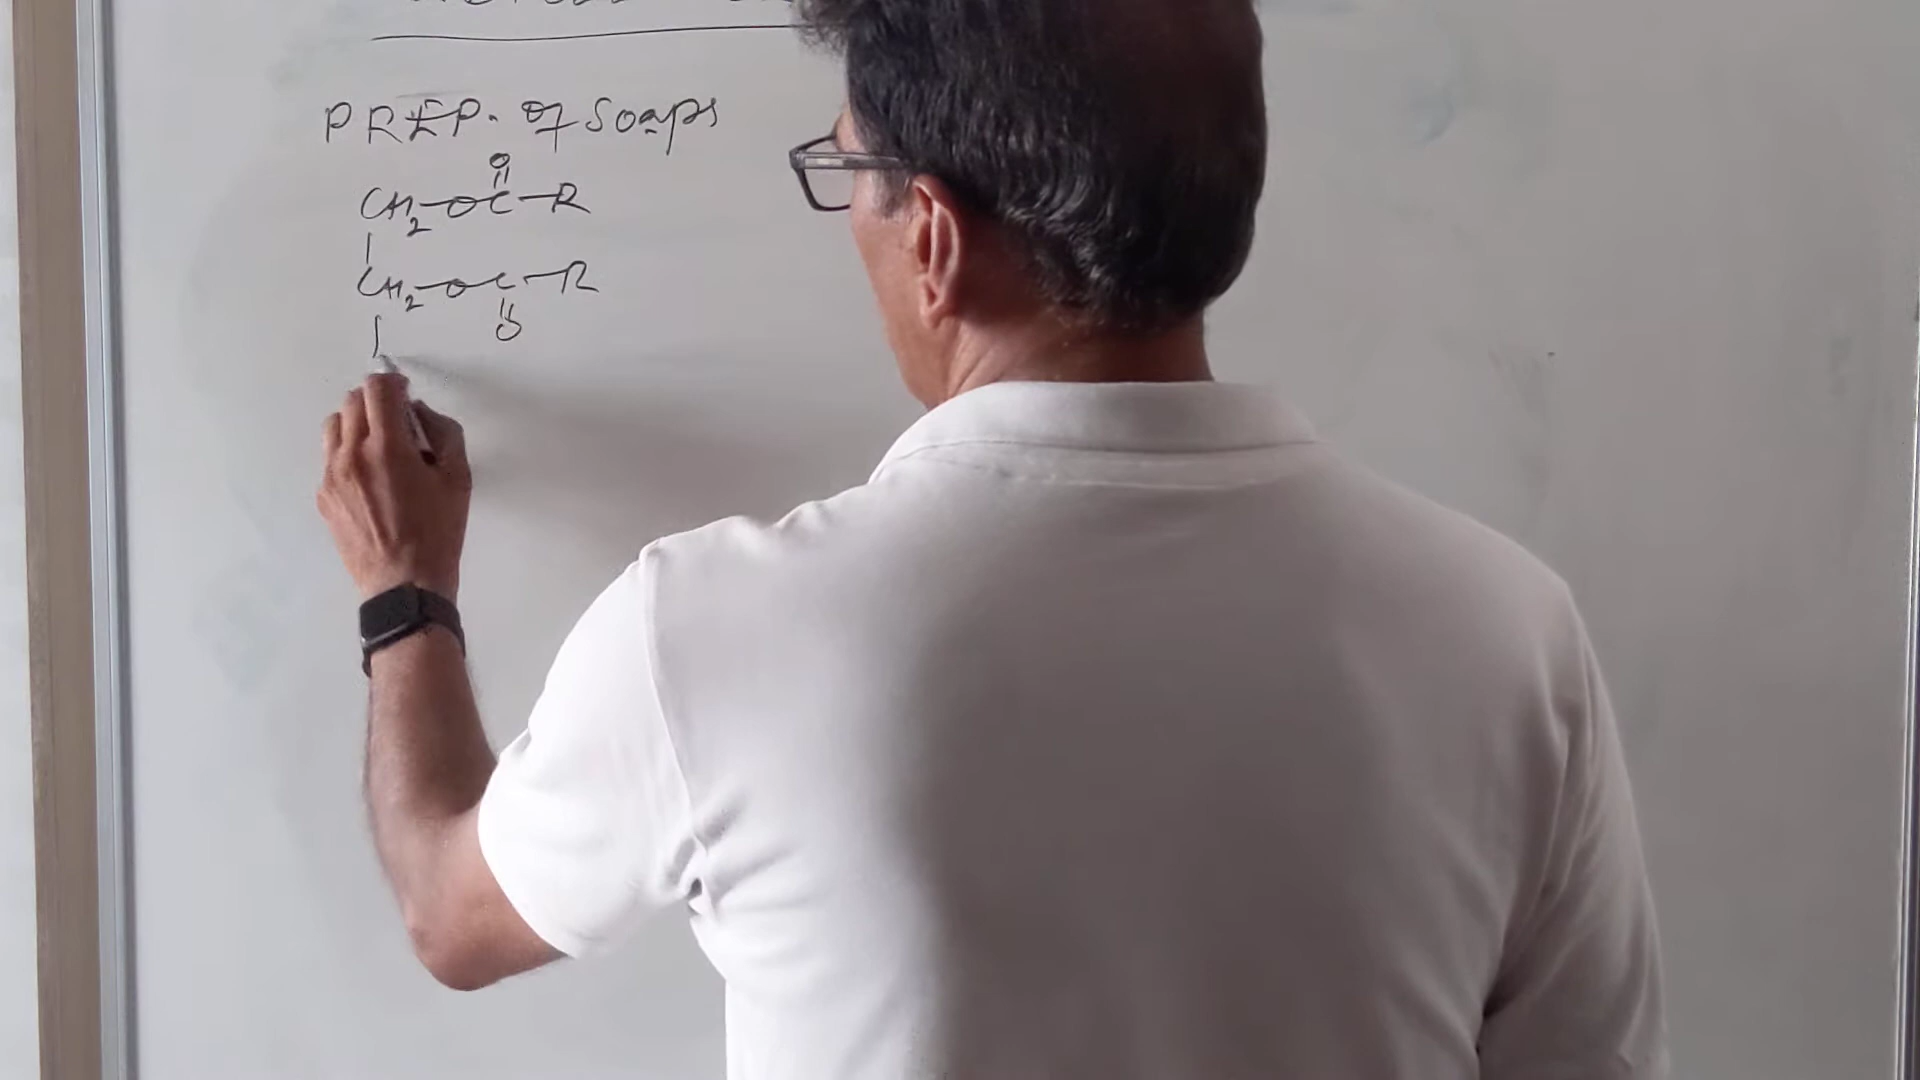 PREP. of Soaps
O
||
CH2-O-C-R
|
CH2-O-C-R
||
O
|